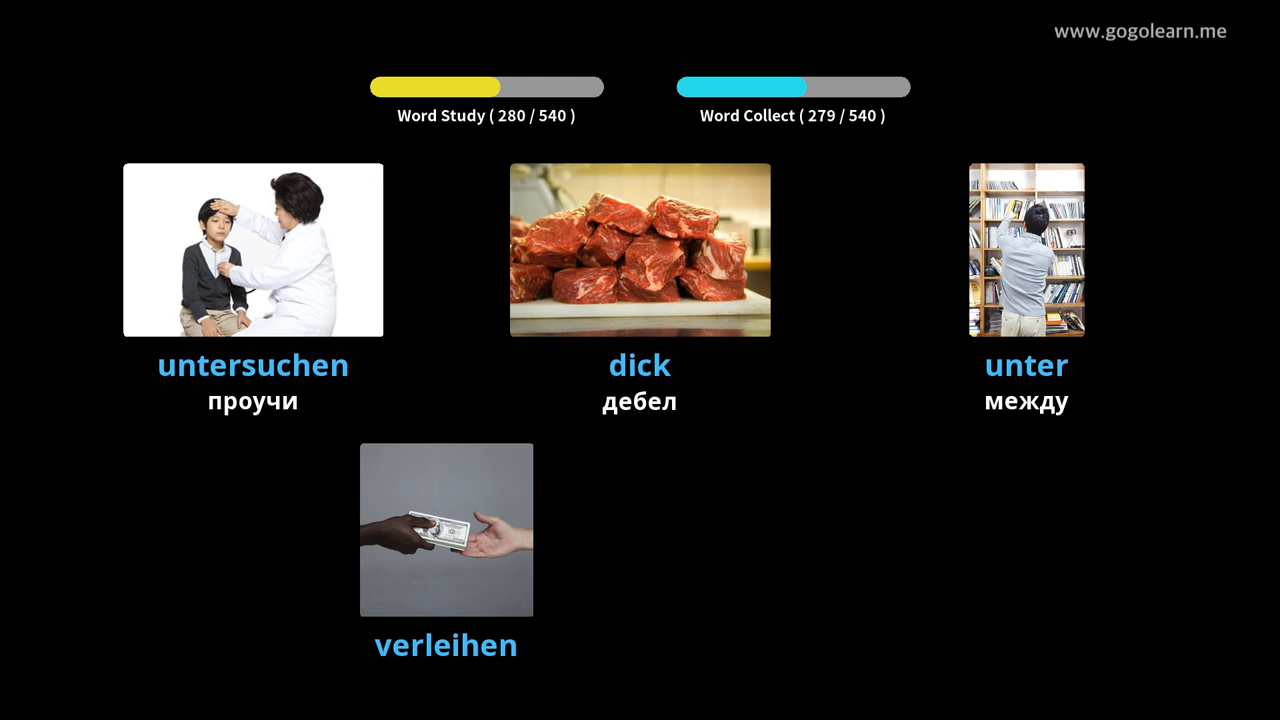 www.gogolearn.me
Word Study ( 280 / 540 )
Word Collect ( 279 / 540 )
untersuchen
проучи
dick
дебел
unter
между
verleihen